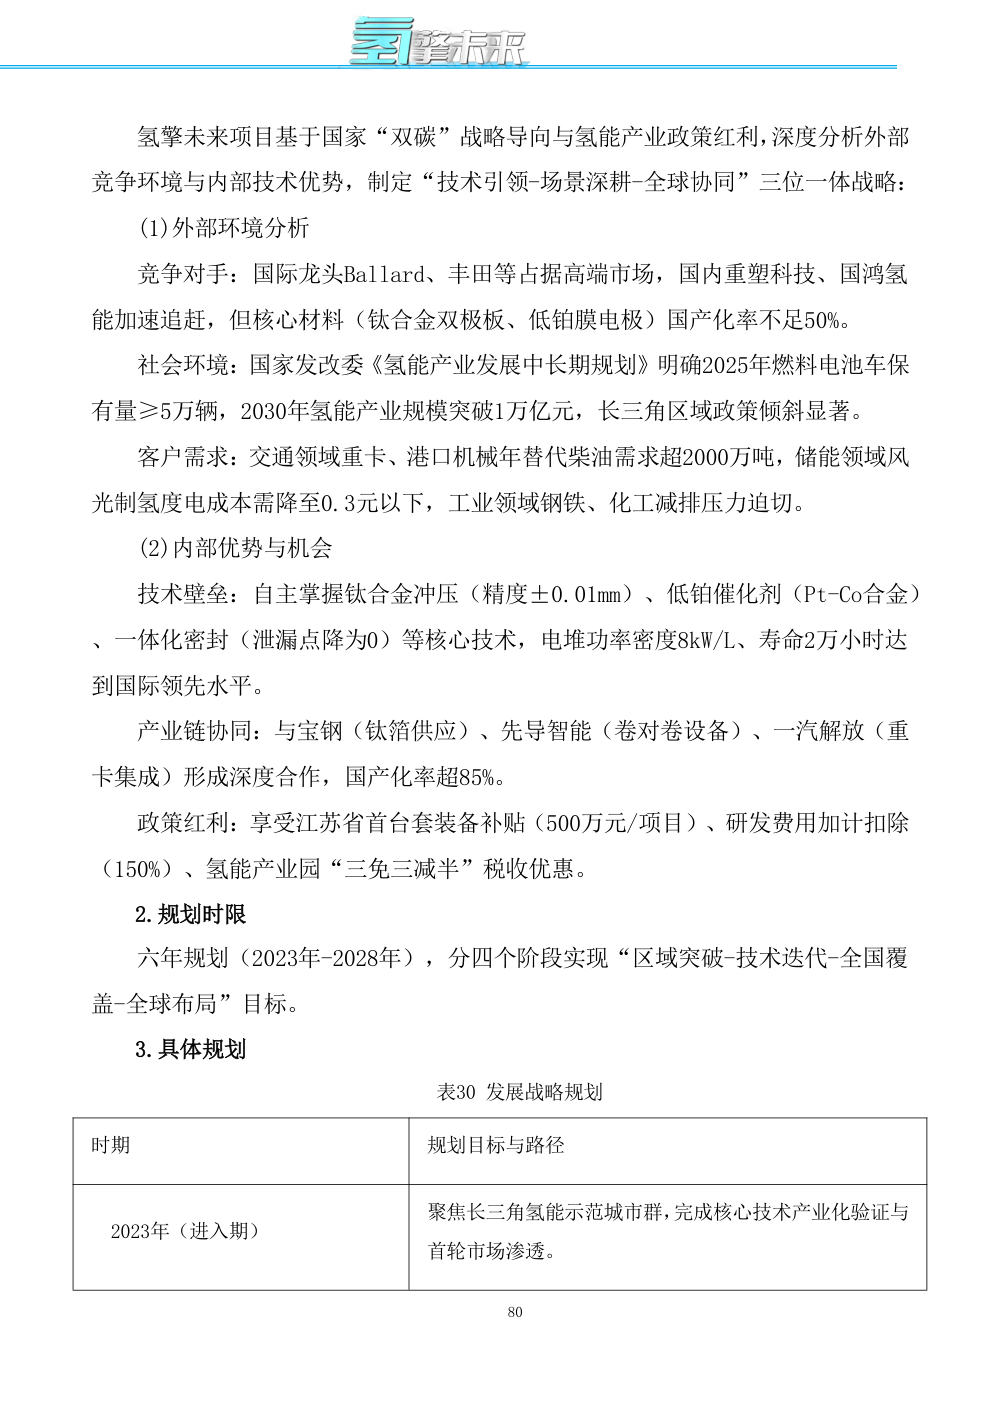 氢擎未来
氢擎未来项目基于国家“双碳”战略导向与氢能产业政策红利,深度分析外部
竞争环境与内部技术优势，制定“技术引领-场景深耕-全球协同”三位一体战略：
(1)外部环境分析
竞争对手：国际龙头Ballard、丰田等占据高端市场，国内重塑科技、国鸿氢
能加速追赶，但核心材料（钛合金双极板、低铂膜电极）国产化率不足50%。
社会环境：国家发改委《氢能产业发展中长期规划》明确2025年燃料电池车保
有量≥5万辆，2030年氢能产业规模突破1万亿元，长三角区域政策倾斜显著。
客户需求：交通领域重卡、港口机械年替代柴油需求超2000万吨，储能领域风
光制氢度电成本需降至0.3元以下，工业领域钢铁、化工减排压力迫切。
(2)内部优势与机会
技术壁垒：自主掌握钛合金冲压（精度±0.01mm）、低铂催化剂（Pt-Co合金）
、一体化密封（泄漏点降为0）等核心技术，电堆功率密度8kW/L、寿命2万小时达
到国际领先水平。
产业链协同：与宝钢（钛箔供应）、先导智能（卷对卷设备）、一汽解放（重
卡集成）形成深度合作，国产化率超85%。
政策红利：享受江苏省首台套装备补贴（500万元/项目）、研发费用加计扣除
（150%）、氢能产业园“三免三减半”税收优惠。
2.规划时限
六年规划（2023年-2028年），分四个阶段实现“区域突破-技术迭代-全国覆
盖-全球布局”目标。
3.具体规划
表30 发展战略规划
时期
规划目标与路径
2023年（进入期）
聚焦长三角氢能示范城市群,完成核心技术产业化验证与
首轮市场渗透。
80